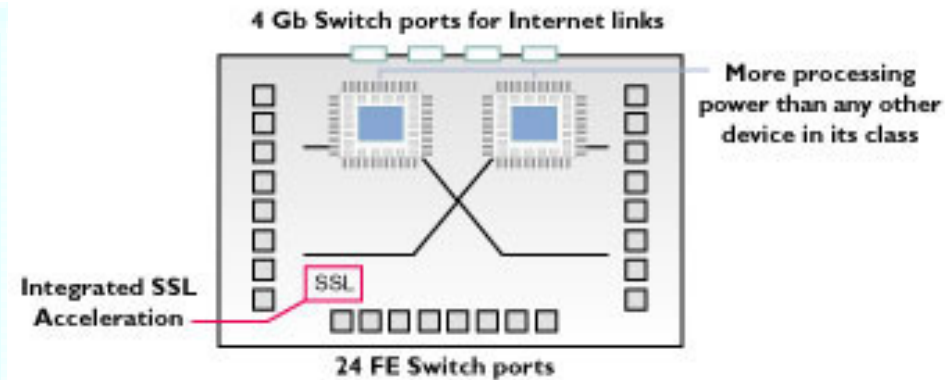 4 Gb Switch ports for Internet links
More processing
power than any other
device in its class
Integrated SSL
Acceleration
SSL
24 FE Switch ports